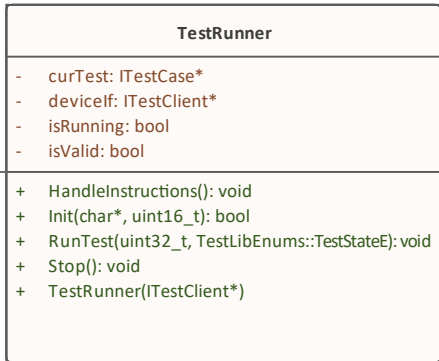 TestRunner
- curTest: ITestCase*
- deviceIf: ITestClient*
- isRunning: bool
- isValid: bool
+ HandleInstructions(): void
+ Init(char*, uint16_t): bool
+ RunTest(uint32_t, TestLibEnums::TestStateE): void
+ Stop(): void
+ TestRunner(ITestClient*)